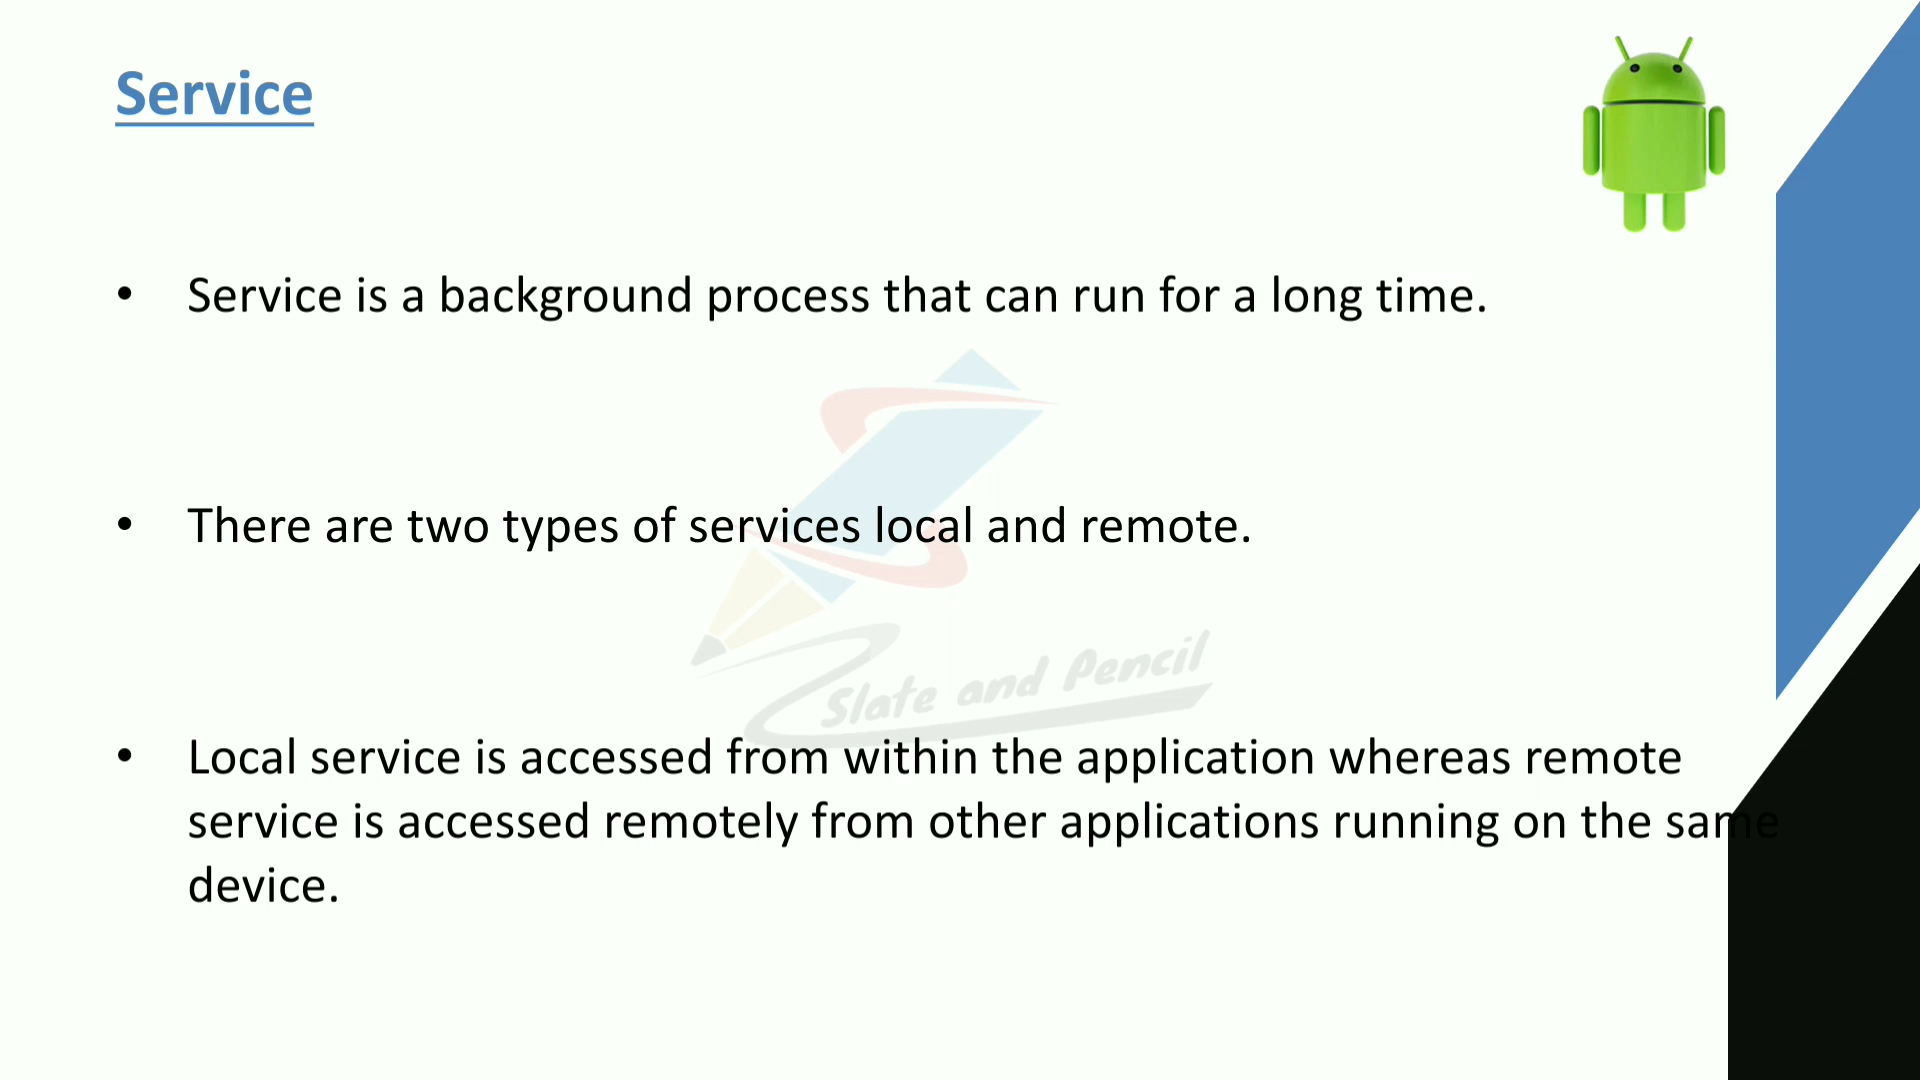 Service
• Service is a background process that can run for a long time.
• There are two types of services local and remote.
Slate and Pencil
• Local service is accessed from within the application whereas remote
service is accessed remotely from other applications running on the same
device.